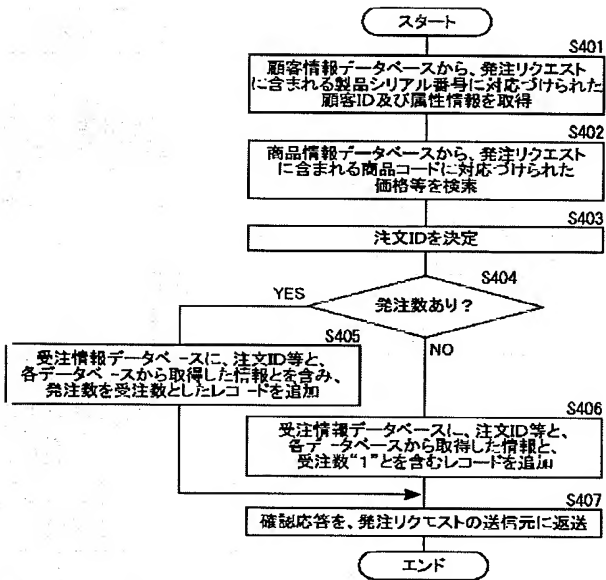 スタート
S401
顧客情報データベースから、発注リクエスト
に含まれる製品シリアル番号に対応づけられた
顧客ID及び属性情報を取得
S402
商品情報データベースから、発注リクエスト
に含まれる商品コードに対応づけられた
価格等を検索
S403
注文IDを決定
S404
発注数あり?
YES
NO
S405
受注情報データベースに、注文ID等と、
各データベースから取得した情報とを含み、
発注数を受注数としたレコードを追加
S406
受注情報データベースに、注文ID等と、
各データベースから取得した情報と、
受注数“1”とを含むレコードを追加
S407
確認応答を、発注リクエストの送信元に返送
エンド